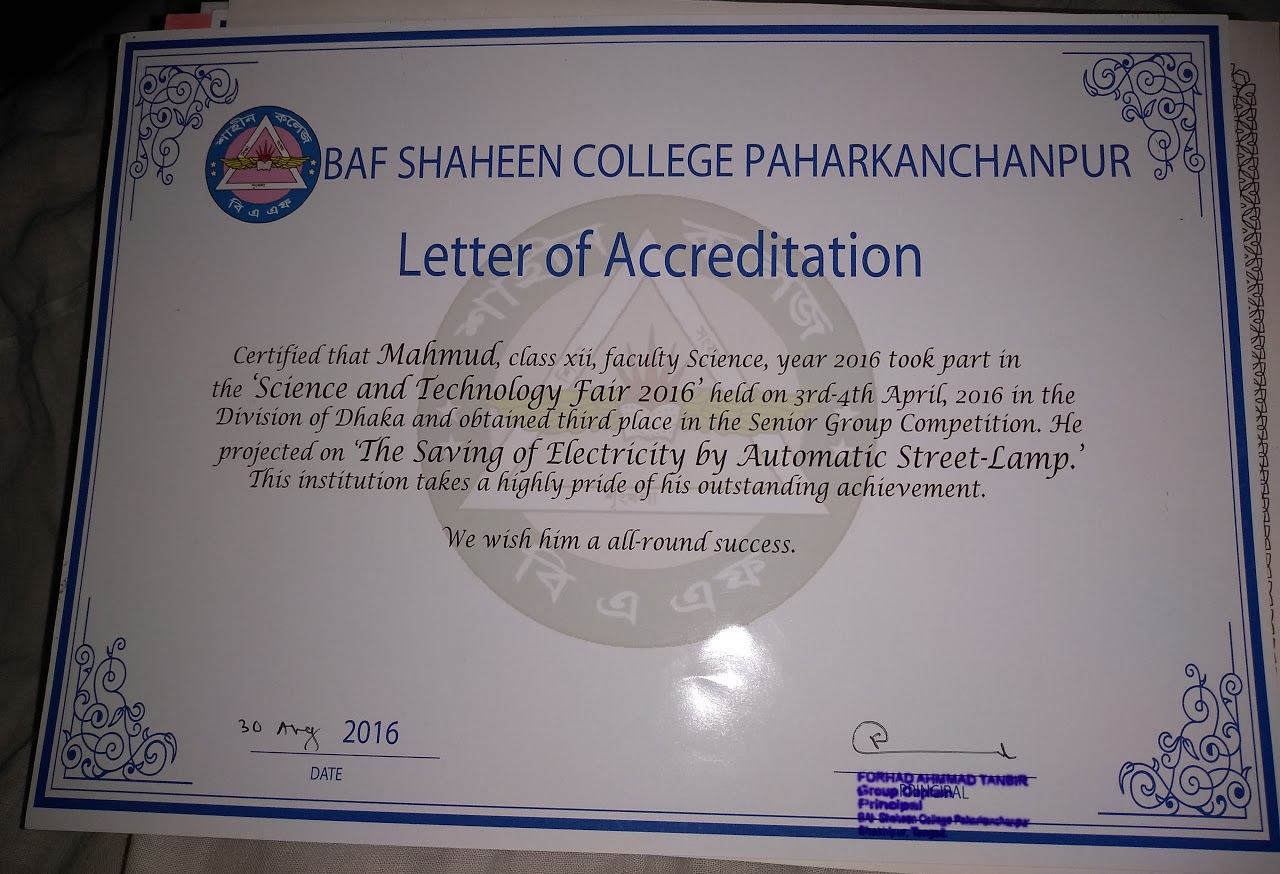 শাহীন কলেজ
বি এ এফ
BAF SHAHEEN COLLEGE PAHARKANCHANPUR
Letter of Accreditation
শাহীন কলেজ
Certified that Mahmud, class xii, faculty Science, year 2016 took part in
the ‘Science and Technology Fair 2016’ held on 3rd-4th April, 2016 in the
Division of Dhaka and obtained third place in the Senior Group Competition. He
projected on ‘The Saving of Electricity by Automatic Street-Lamp.’
This institution takes a highly pride of his outstanding achievement.
We wish him a all-round success.
বি এ এফ
30 Aug 2016
DATE
PRINCIPAL
FORHAD AHMMAD TANBIR
Group Captain
Principal
BAF Shaheen College Paharkanchanpur